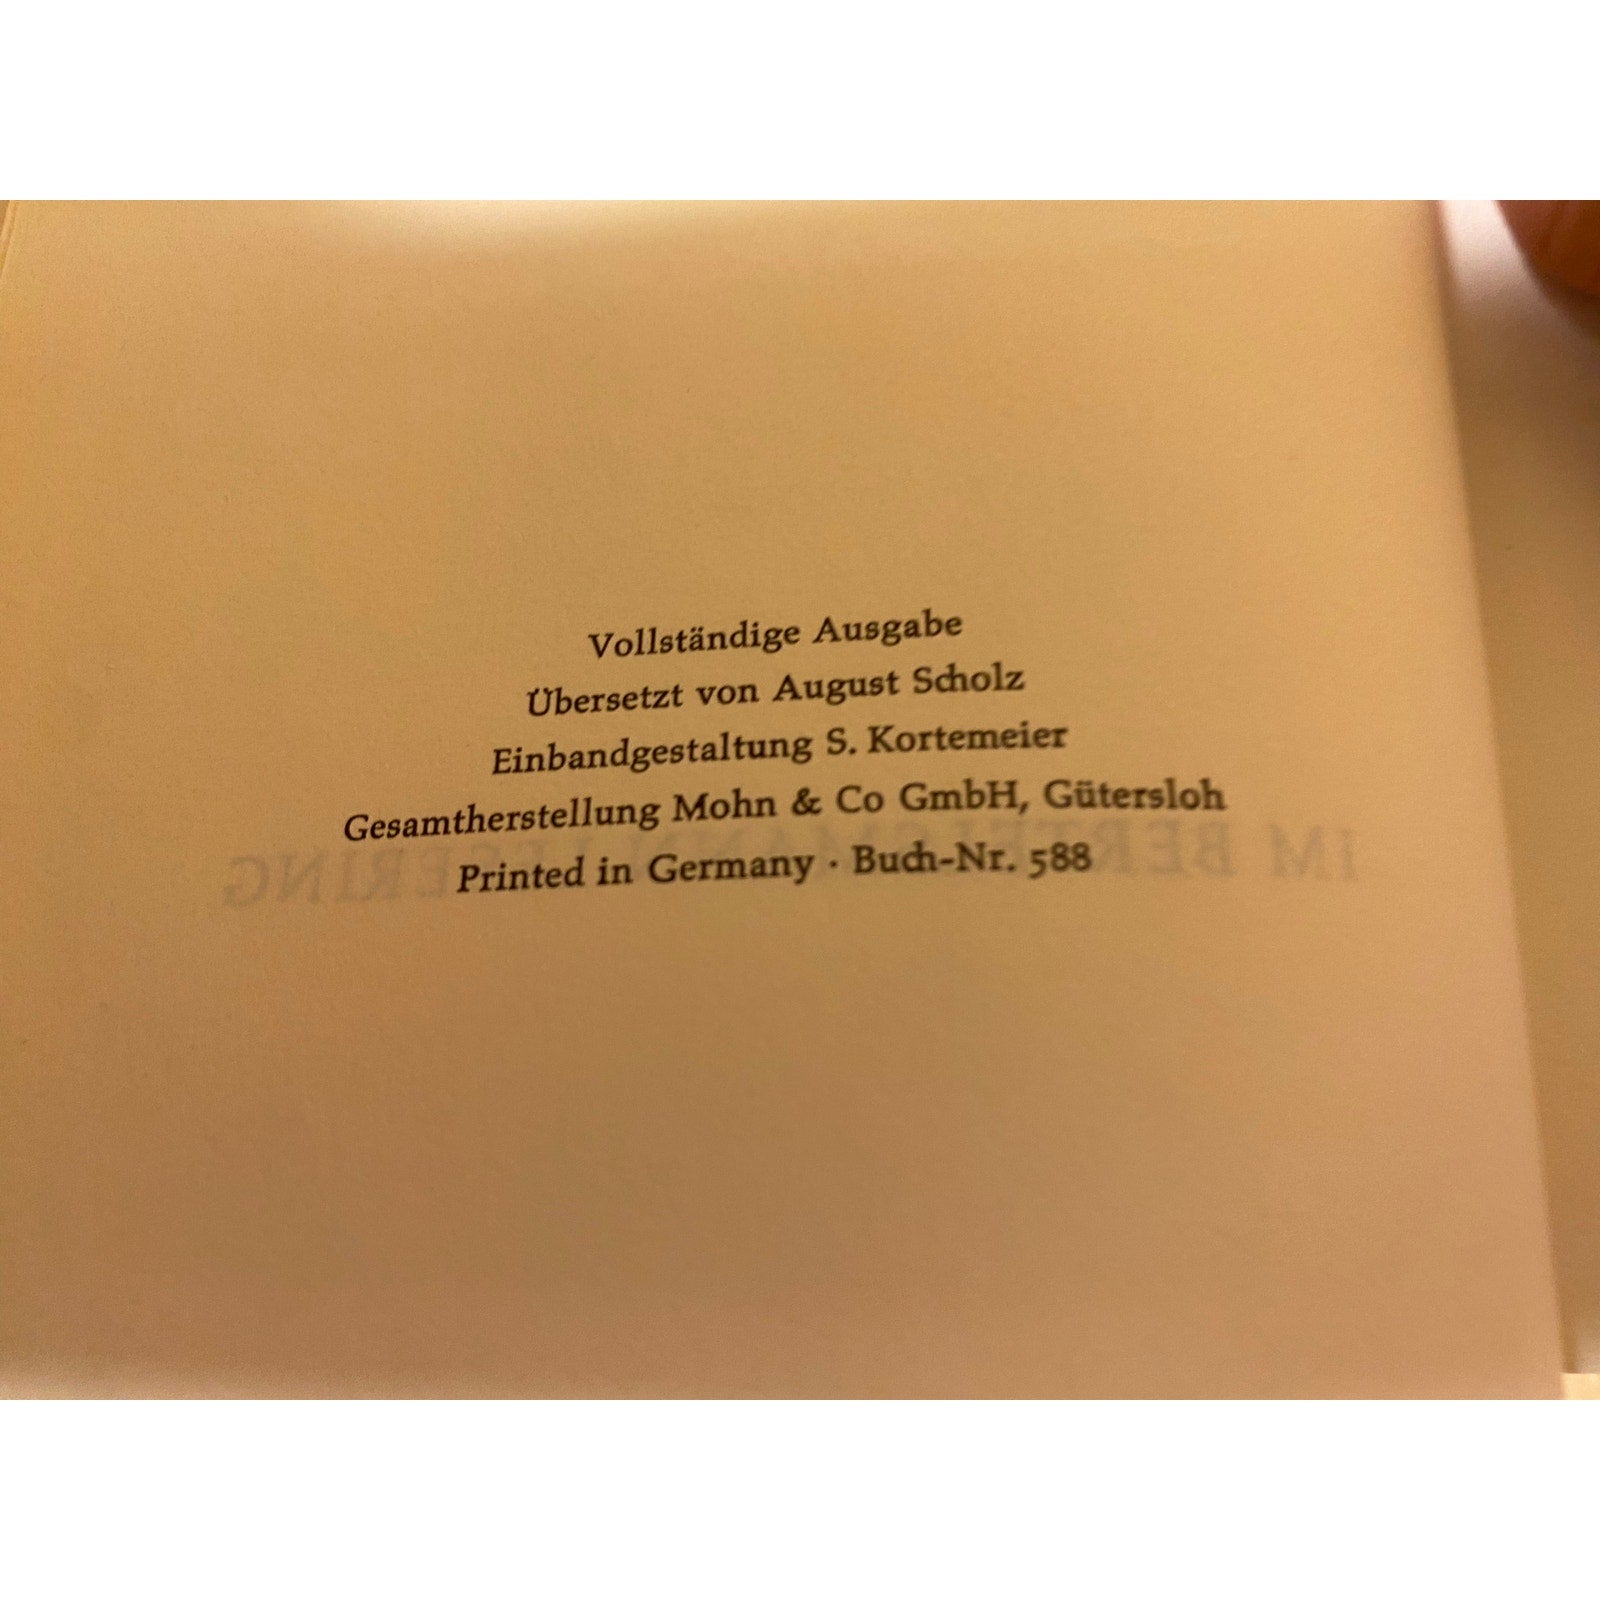 Vollständige Ausgabe
Übersetzt von August Scholz
Einbandgestaltung S. Kortemeier
Gesamtherstellung Mohn & Co GmbH, Gütersloh
Printed in Germany · Buch-Nr. 588